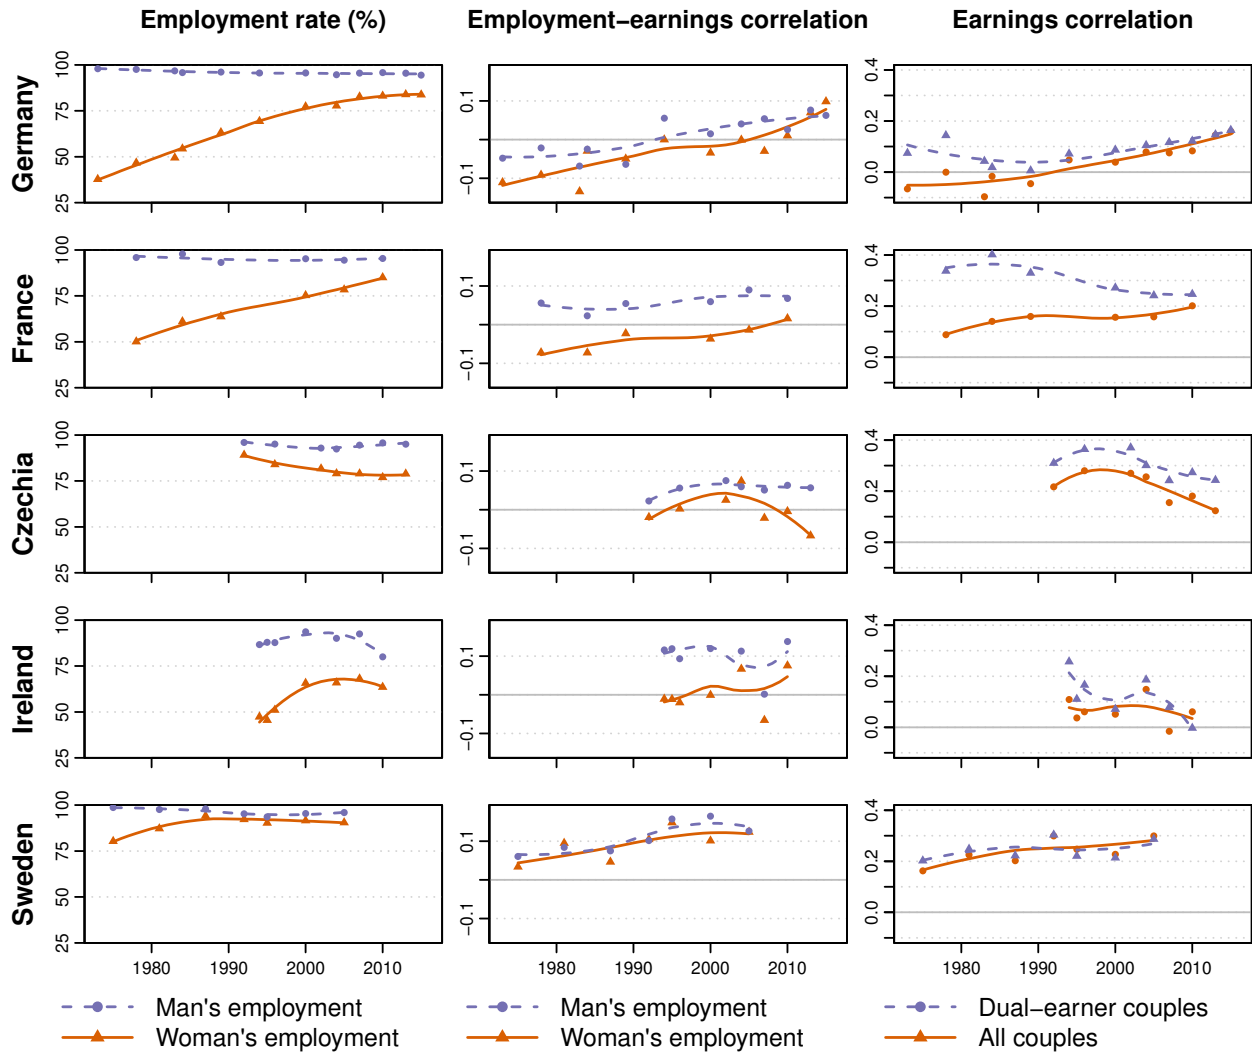 Employment rate (%) Employment−earnings correlation Earnings correlation
Germany
100 75 50 25
0.1 −0.1
0.4 0.2 0.0
1980 1990 2000 2010
France
100 75 50 25
0.1 −0.1
0.4 0.2 0.0
Czechia
100 75 50 25
0.1 −0.1
0.4 0.2 0.0
Ireland
100 75 50 25
0.1 −0.1
0.4 0.2 0.0
Sweden
100 75 50 25
0.1 −0.1
0.4 0.2 0.0
1980 1990 2000 2010 1980 1990 2000 2010 1980 1990 2000 2010
Man's employment Man's employment Dual−earner couples
Woman's employment Woman's employment All couples